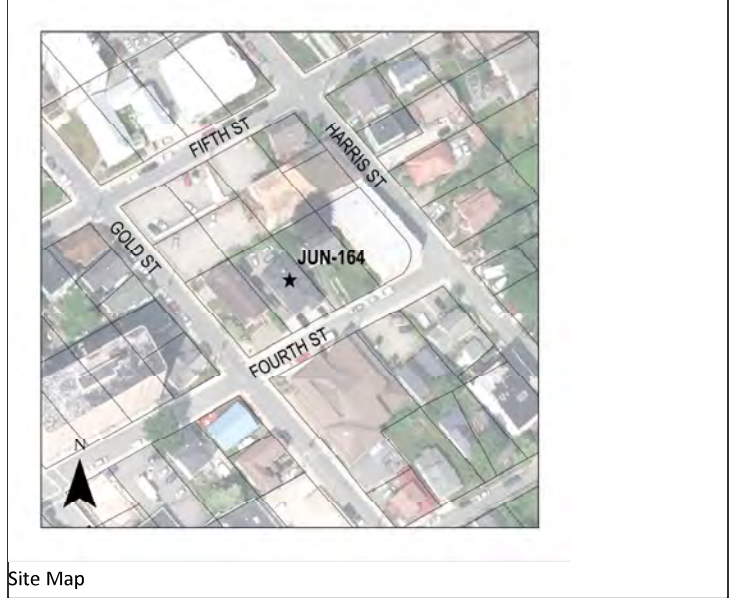 FIFTH ST
HARRIS ST
GOLD ST
JUN-164
FOURTH ST
N
Site Map